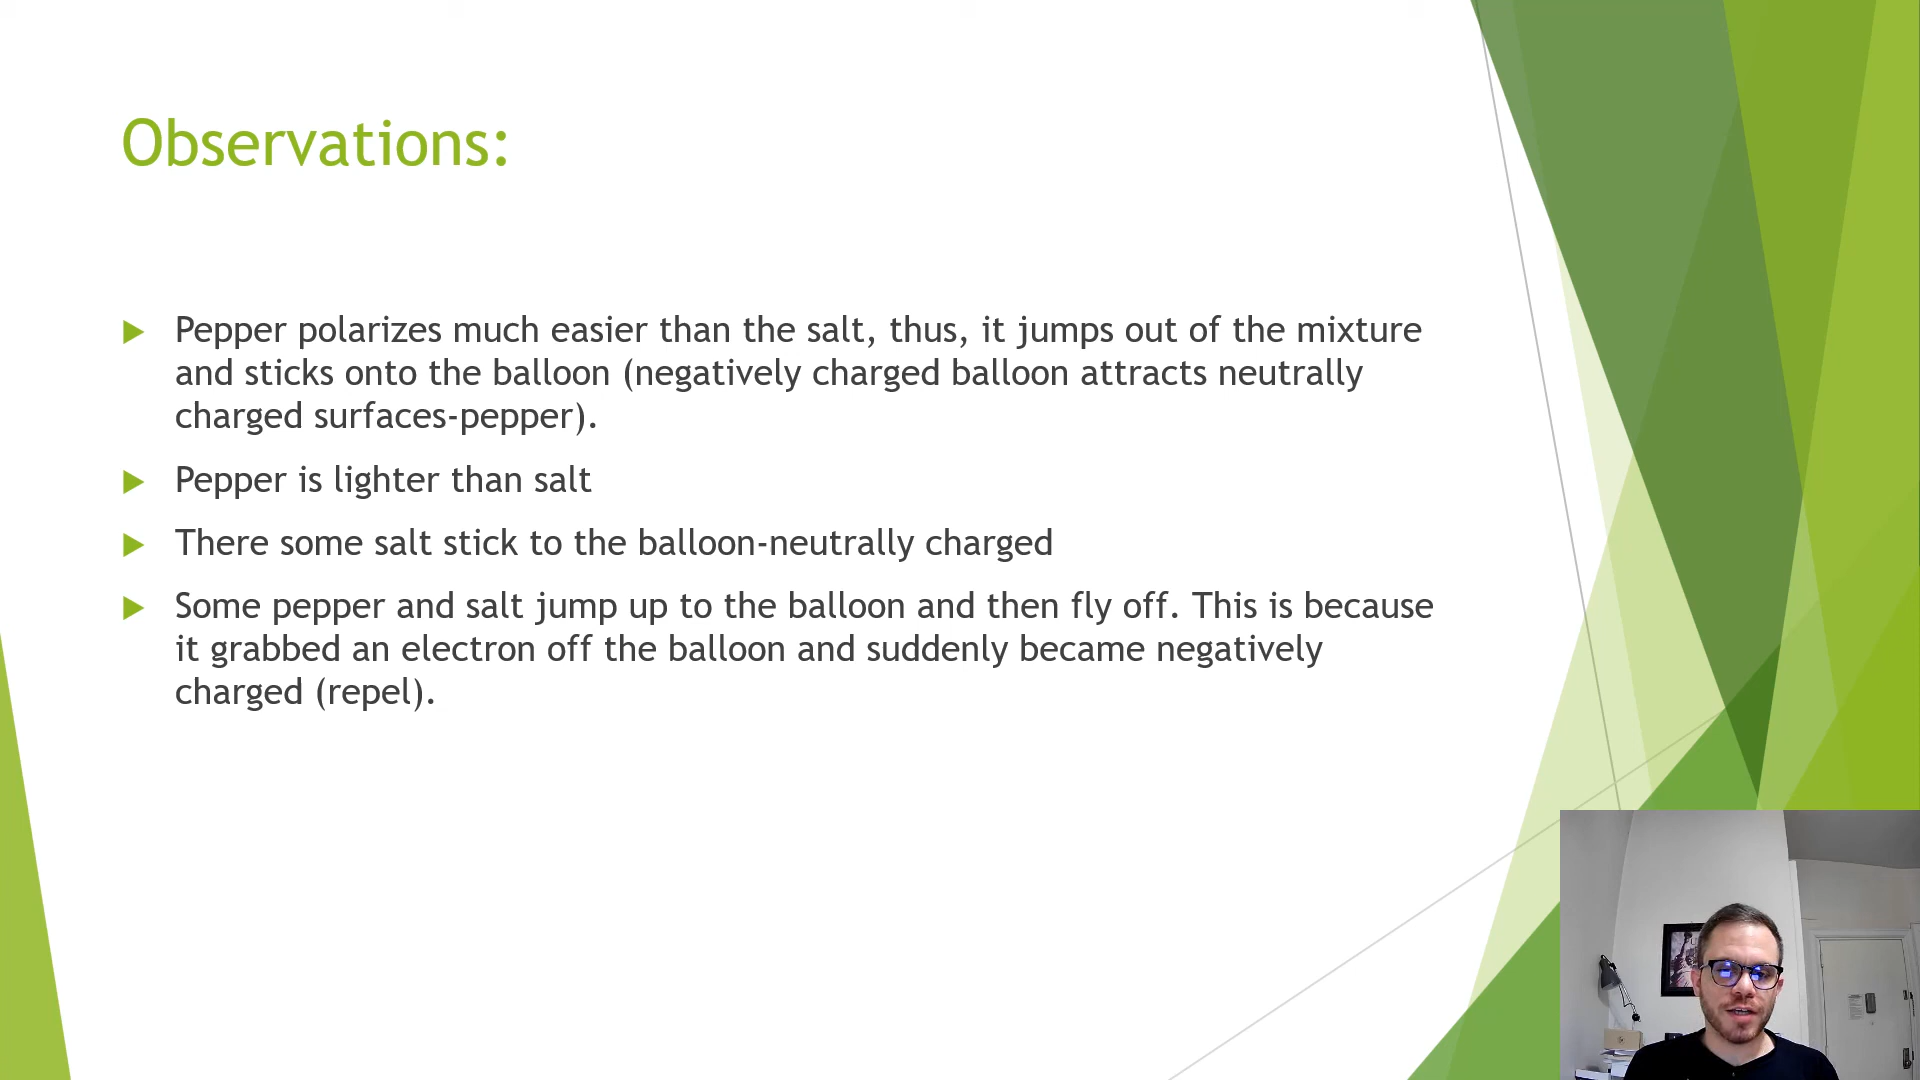 Observations:
Pepper polarizes much easier than the salt, thus, it jumps out of the mixture
and sticks onto the balloon (negatively charged balloon attracts neutrally
charged surfaces-pepper).
Pepper is lighter than salt
There some salt stick to the balloon-neutrally charged
Some pepper and salt jump up to the balloon and then fly off. This is because
it grabbed an electron off the balloon and suddenly became negatively
charged (repel).